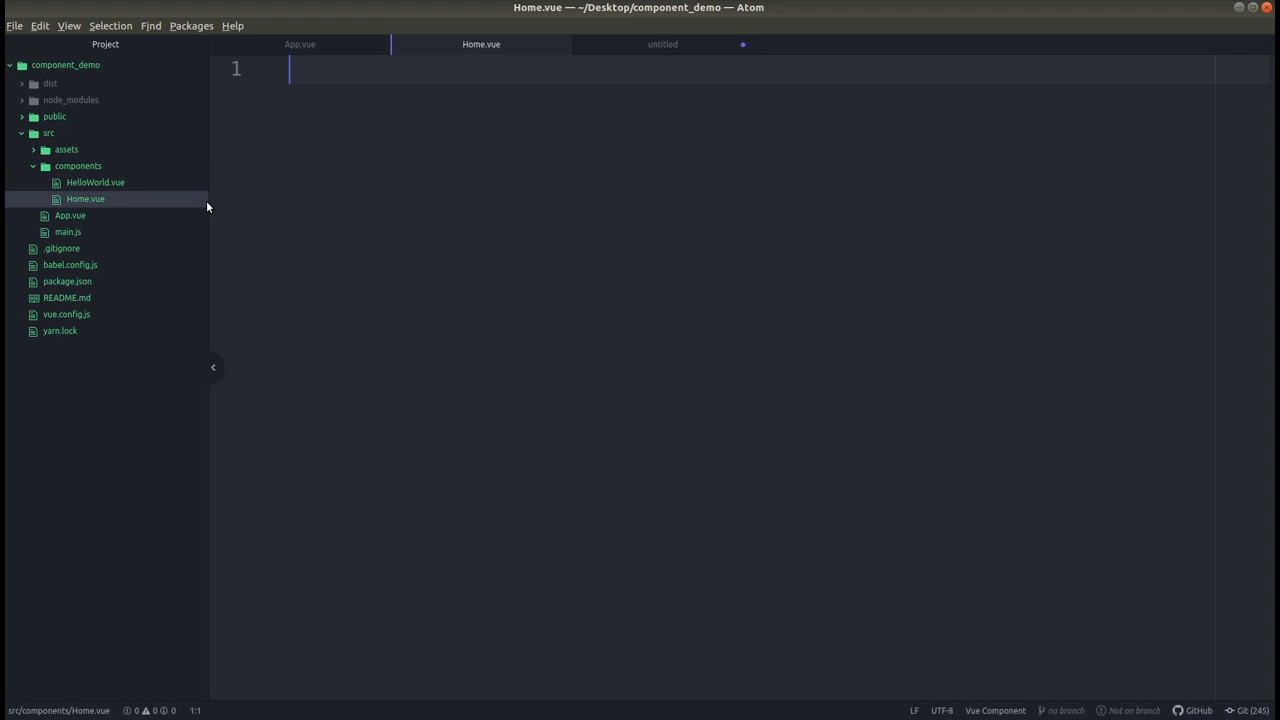 Home.vue — ~/Desktop/component_demo — Atom
File Edit View Selection Find Packages Help
Project
App.vue Home.vue untitled
1
component_demo
dist
node_modules
public
src
assets
components
HelloWorld.vue
Home.vue
App.vue
main.js
.gitignore
babel.config.js
package.json
README.md
vue.config.js
yarn.lock
src/components/Home.vue 0 0 0 1:1 LF UTF-8 Vue Component no branch Not on branch GitHub Git (245)